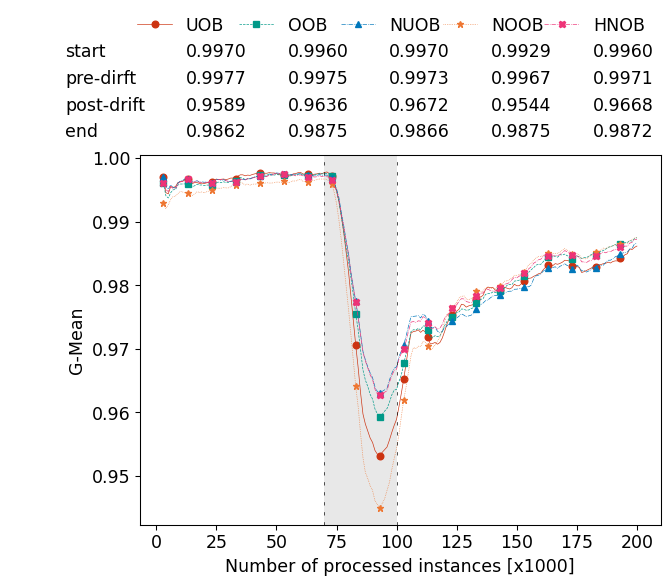 UOB OOB NUOB NOOB HNOB
start 0.9970 0.9960 0.9970 0.9929 0.9960
pre-dirft 0.9977 0.9975 0.9973 0.9967 0.9971
post-drift 0.9589 0.9636 0.9672 0.9544 0.9668
end 0.9862 0.9875 0.9866 0.9875 0.9872
1.00
0.99
0.98
0.97
0.96
0.95
G-Mean
0 25 50 75 100 125 150 175 200
Number of processed instances [x1000]